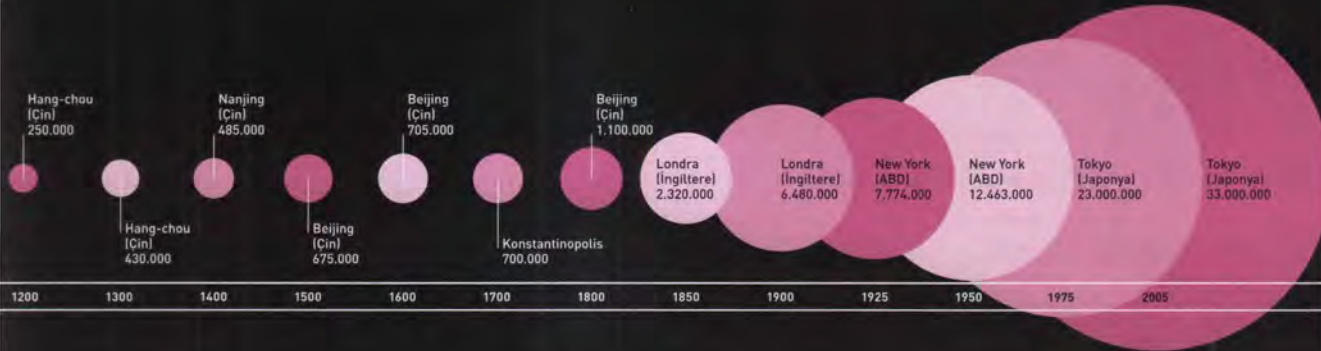 Hang-chou
(Çin)
250.000
Hang-chou
(Çin)
430.000
Nanjing
(Çin)
485.000
Beijing
(Çin)
675.000
Beijing
(Çin)
705.000
Konstantinopolis
700.000
Beijing
(Çin)
1.100.000
Londra
(İngiltere)
2.320.000
Londra
(İngiltere)
6.480.000
New York
(ABD)
7.774.000
New York
(ABD)
12.463.000
Tokyo
(Japonya)
23.000.000
Tokyo
(Japonya)
33.000.000
1200 1300 1400 1500 1600 1700 1800 1850 1900 1925 1950 1975 2005